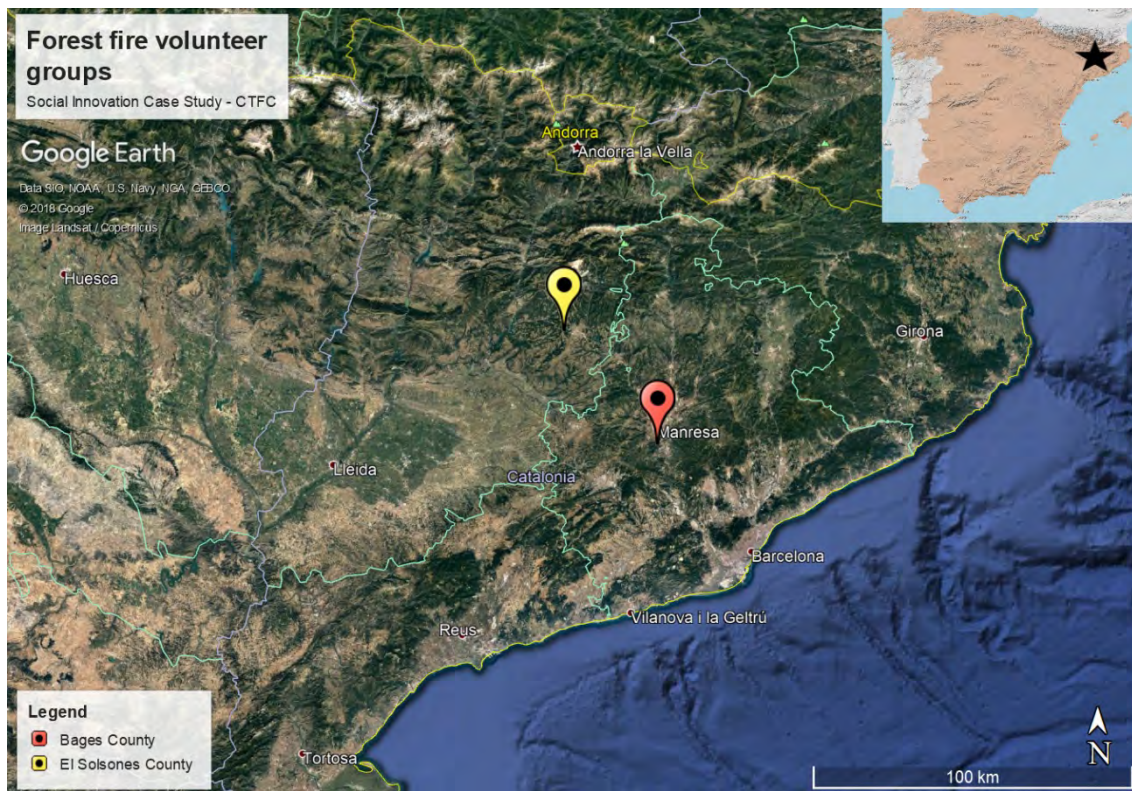 Forest fire volunteer
groups
Social Innovation Case Study - CTFC
Google Earth
Data SIO, NOAA, U.S. Navy, NGA, GEBCO
© 2018 Google
Image Landsat / Copernicus
Andorra
Andorra la Vella
Huesca
Girona
Manresa
Lleida
Catalonia
Barcelona
Vilanova i la Geltrú
Reus
Tortosa
Legend
Bages County
El Solsones County
N
100 km